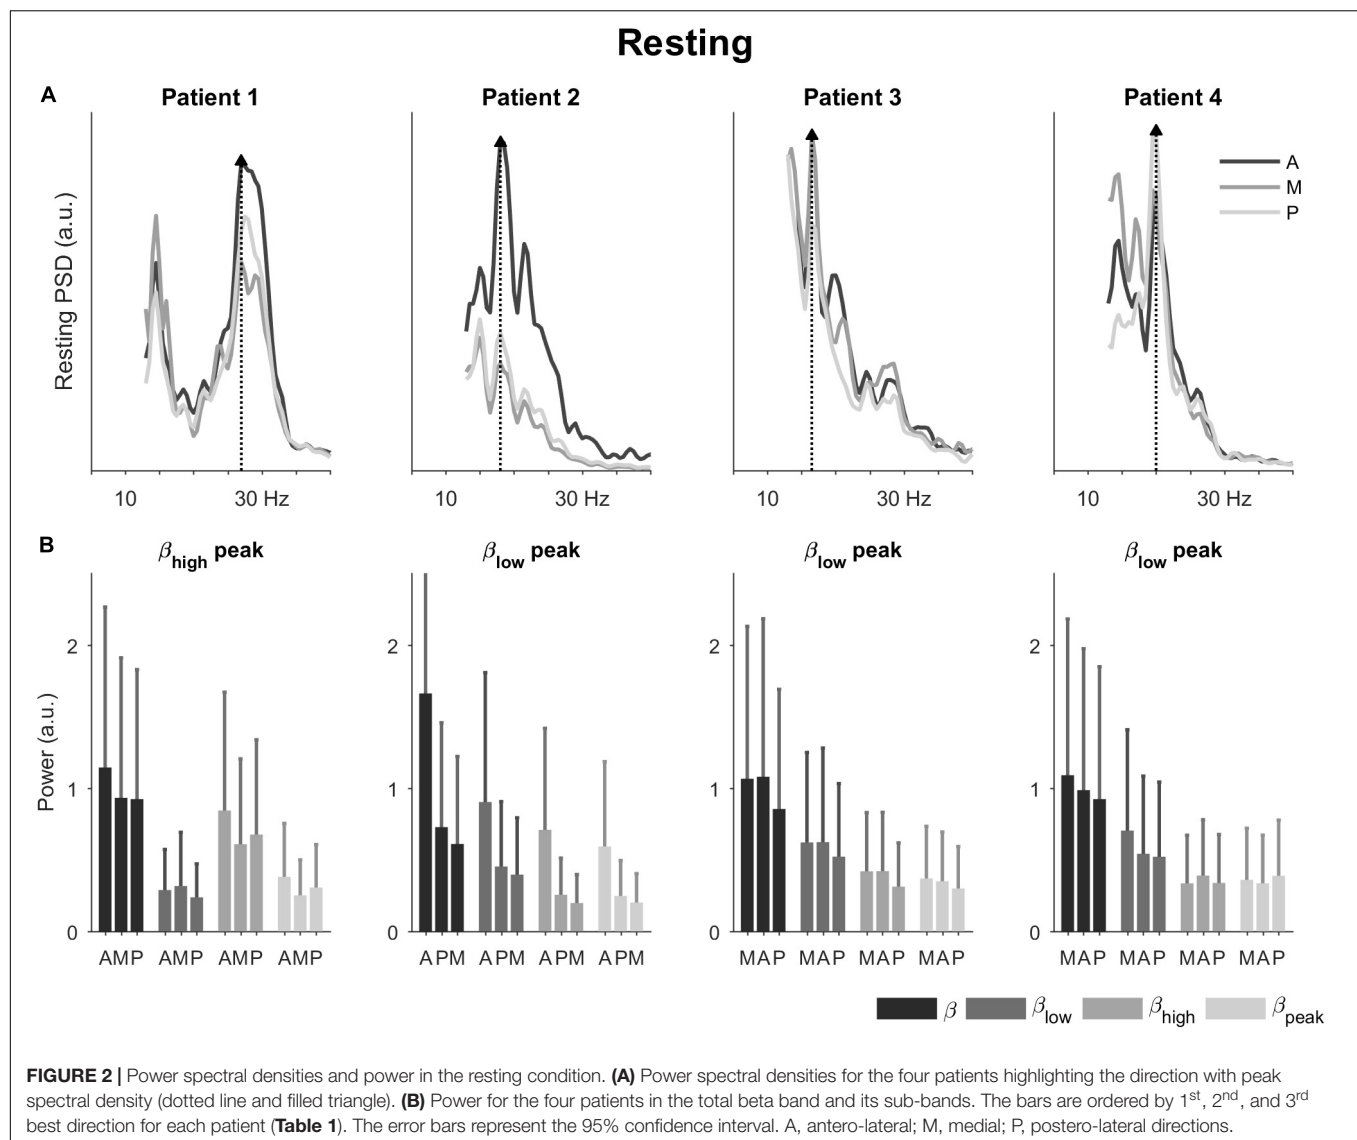 Resting
A
Patient 1
Patient 2
Patient 3
Patient 4
Resting PSD (a.u.)
A
M
P
10 30 Hz
10 30 Hz
10 30 Hz
10 30 Hz
B
βhigh peak
βlow peak
βlow peak
βlow peak
Power (a.u.)
2
1
0
2
1
0
2
1
0
2
1
0
AMP AMP AMP AMP
APM APM APM APM
MAP MAP MAP MAP
MAP MAP MAP MAP
β βlow βhigh βpeak
FIGURE 2 | Power spectral densities and power in the resting condition. (A) Power spectral densities for the four patients highlighting the direction with peak
spectral density (dotted line and filled triangle). (B) Power for the four patients in the total beta band and its sub-bands. The bars are ordered by 1st, 2nd, and 3rd
best direction for each patient (Table 1). The error bars represent the 95% confidence interval. A, antero-lateral; M, medial; P, postero-lateral directions.